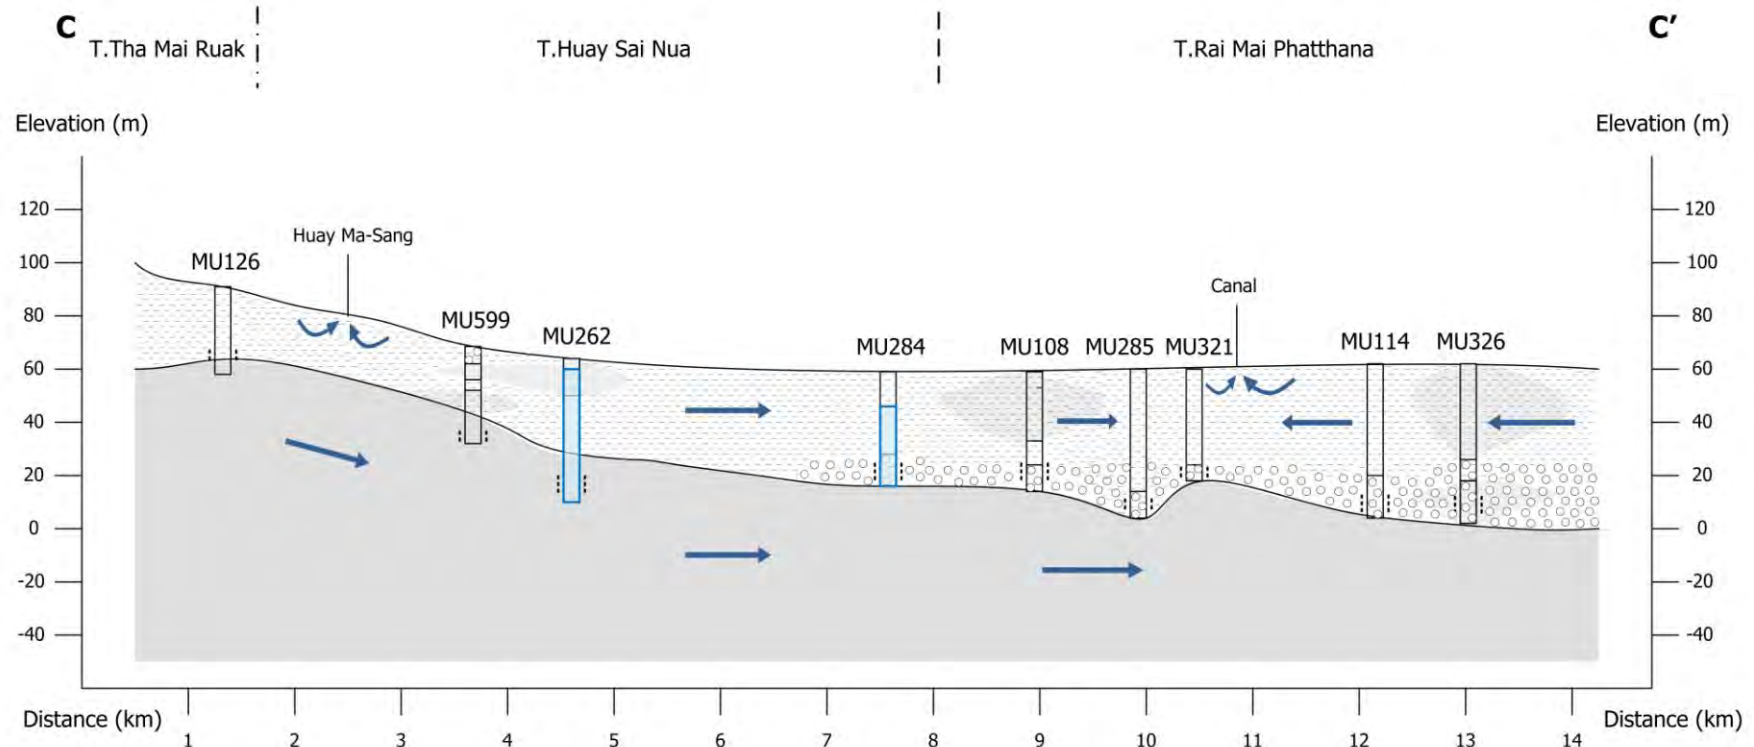 C
C′
T.Tha Mai Ruak
T.Huay Sai Nua
T.Rai Mai Phatthana
Elevation (m)
Elevation (m)
120
100
80
60
40
20
0
-20
-40
120
100
80
60
40
20
0
-20
-40
MU126
Huay Ma-Sang
MU599
MU262
MU284
MU108
MU285
MU321
Canal
MU114
MU326
Distance (km)
1
2
3
4
5
6
7
8
9
10
11
12
13
14
Distance (km)